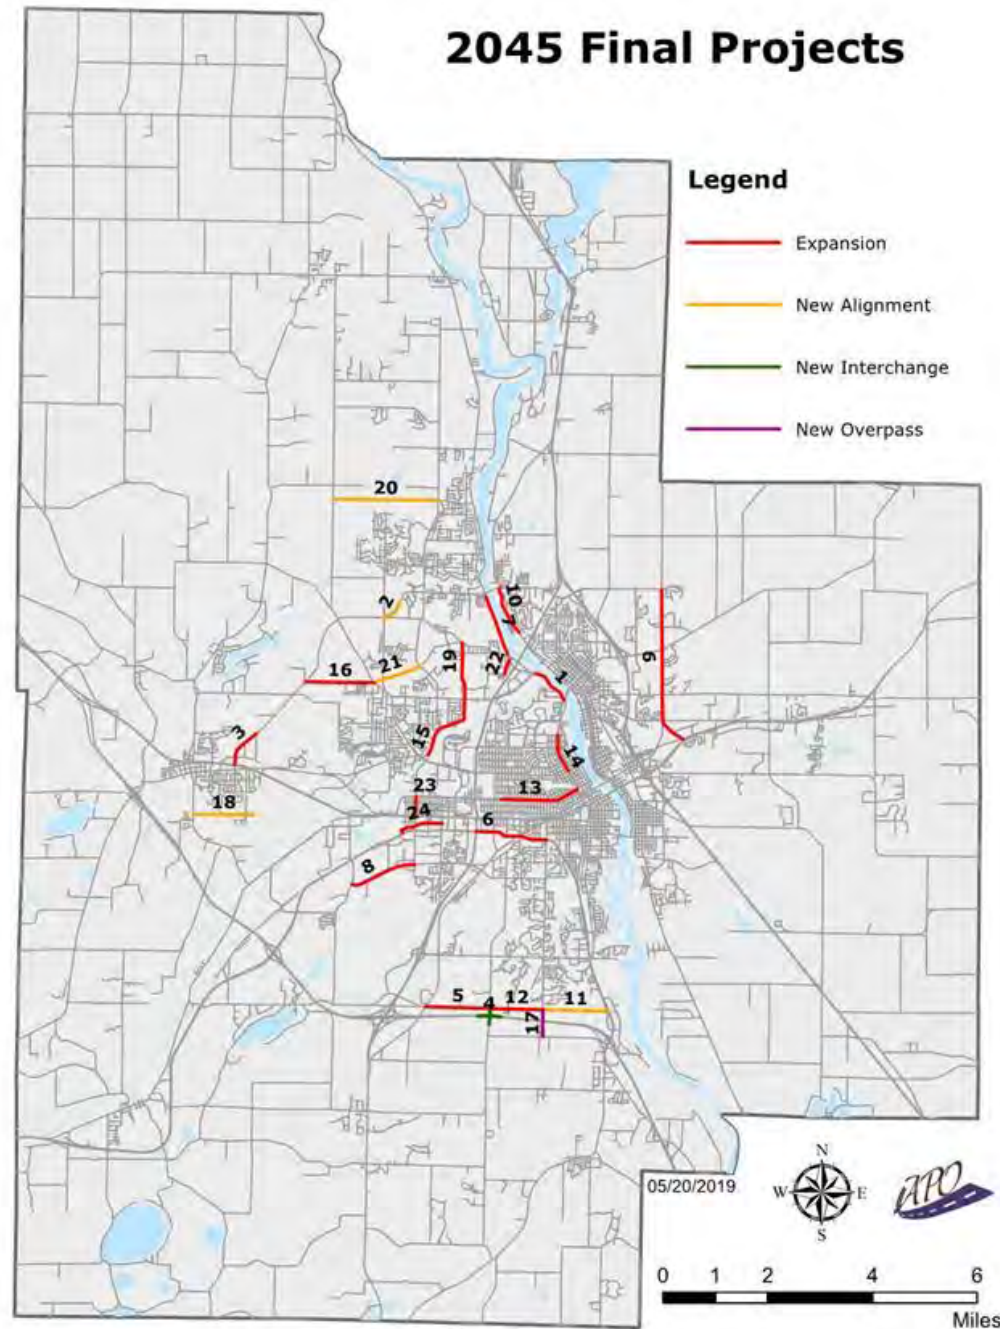 2045 Final Projects
Legend
Expansion
New Alignment
New Interchange
New Overpass
20
2
10
7
9
19
22
21
16
1
3
15
14
23
13
18
24
6
8
5
4
12
11
17
05/20/2019
N
W
E
S
APO
0 1 2 4 6
Miles